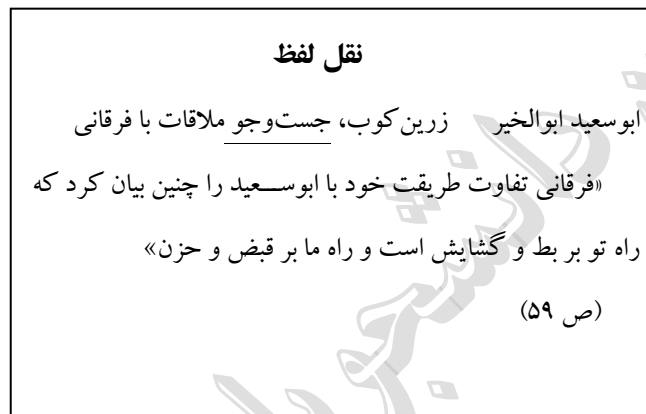 نقل لفظ
ابوسعید ابوالخیر زرین‌کوب، جست‌وجو ملاقات با فرقانی
«فرقانی تفاوت طریقت خود با ابوسـعید را چنین بیان کرد که
راه تو بر بط و گشایش است و راه ما بر قبض و حزن»
(ص ۵۹)